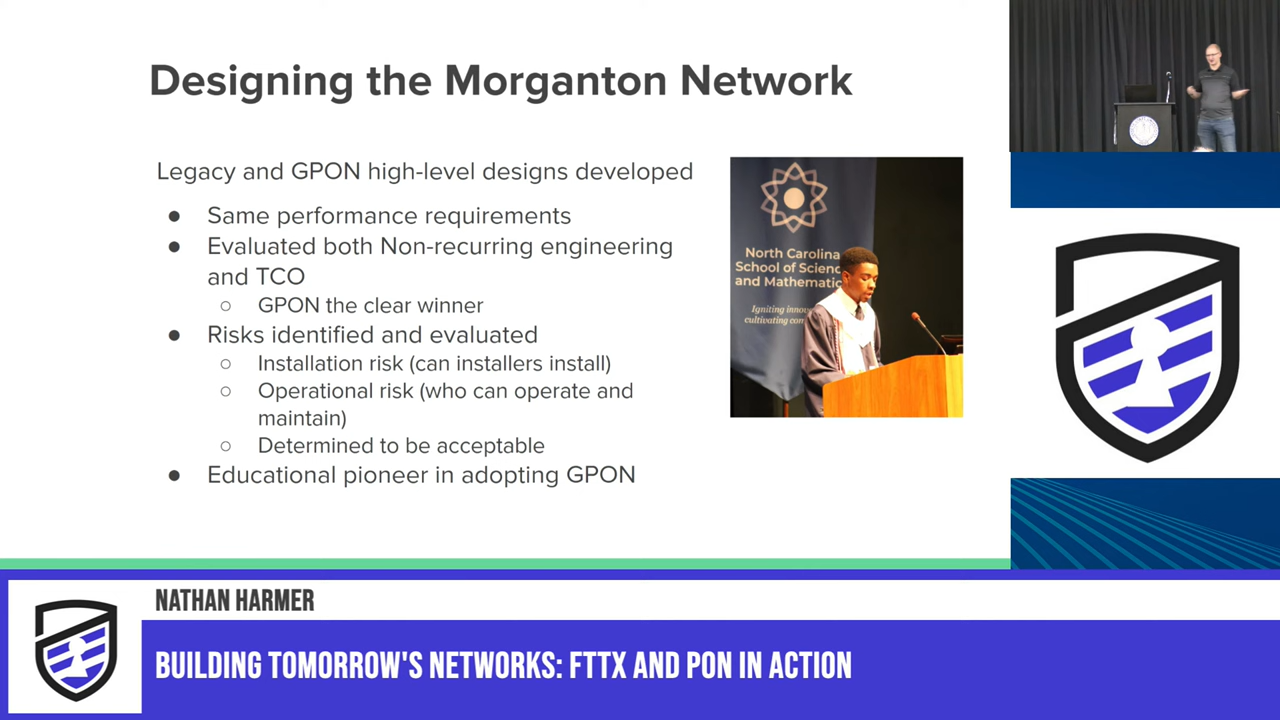 Designing the Morganton Network
Legacy and GPON high-level designs developed
● Same performance requirements
● Evaluated both Non-recurring engineering
and TCO
○ GPON the clear winner
● Risks identified and evaluated
○ Installation risk (can installers install)
○ Operational risk (who can operate and
maintain)
○ Determined to be acceptable
● Educational pioneer in adopting GPON
North Carolina
School of
and
Igniting
cultivating
NATHAN HARMER
BUILDING TOMORROW'S NETWORKS: FTTX AND PON IN ACTION